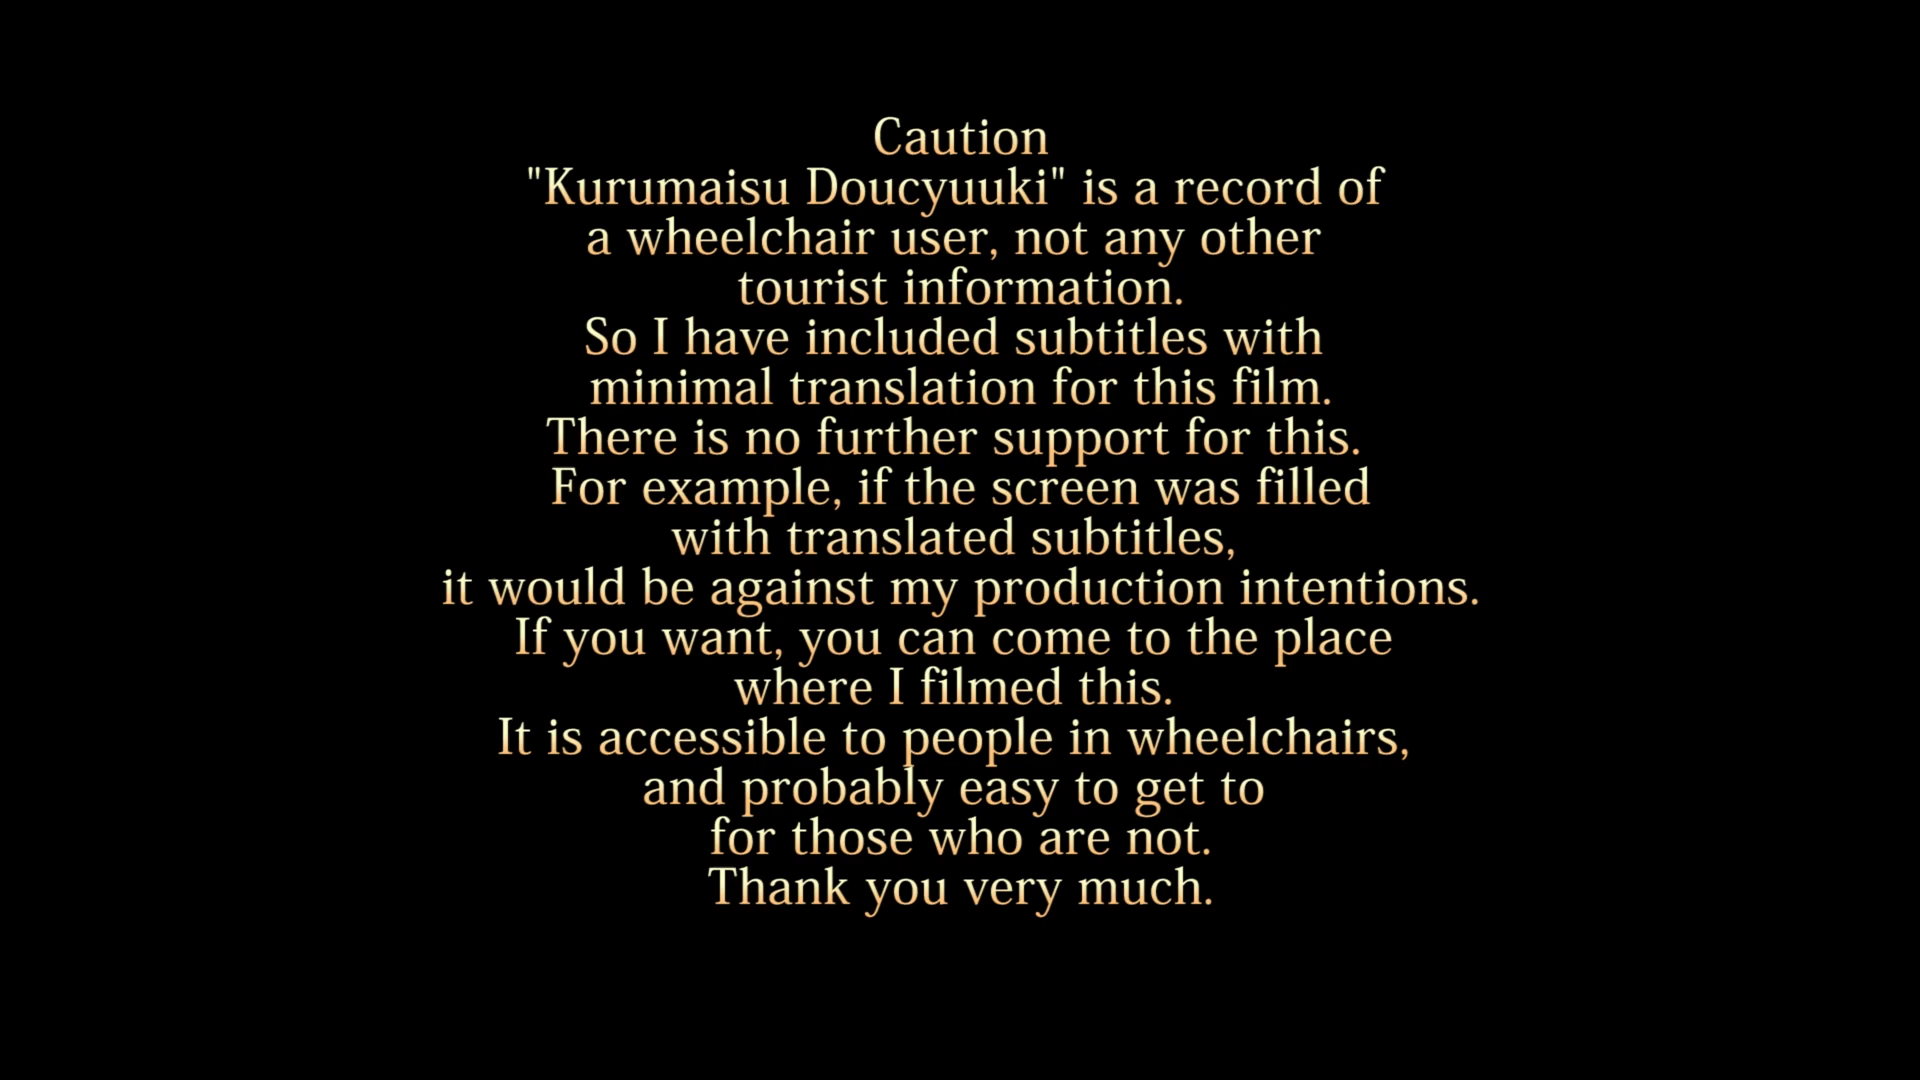 Caution
"Kurumaisu Doucyuuki" is a record of
a wheelchair user, not any other
tourist information.
So I have included subtitles with
minimal translation for this film.
There is no further support for this.
For example, if the screen was filled
with translated subtitles,
it would be against my production intentions.
If you want, you can come to the place
where I filmed this.
It is accessible to people in wheelchairs,
and probably easy to get to
for those who are not.
Thank you very much.